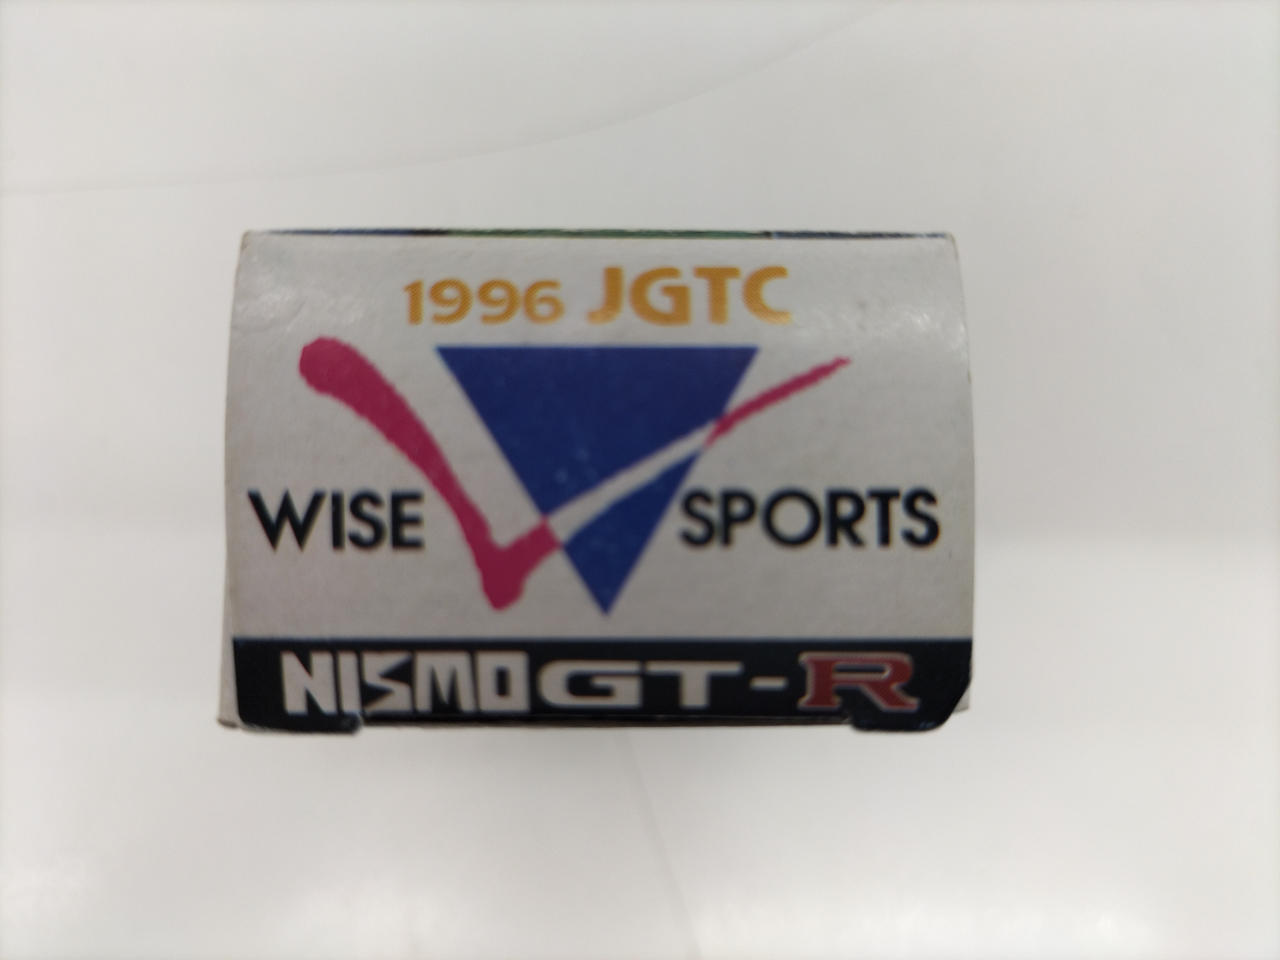 1996 JGTC
WISE SPORTS
NISMO GT-R